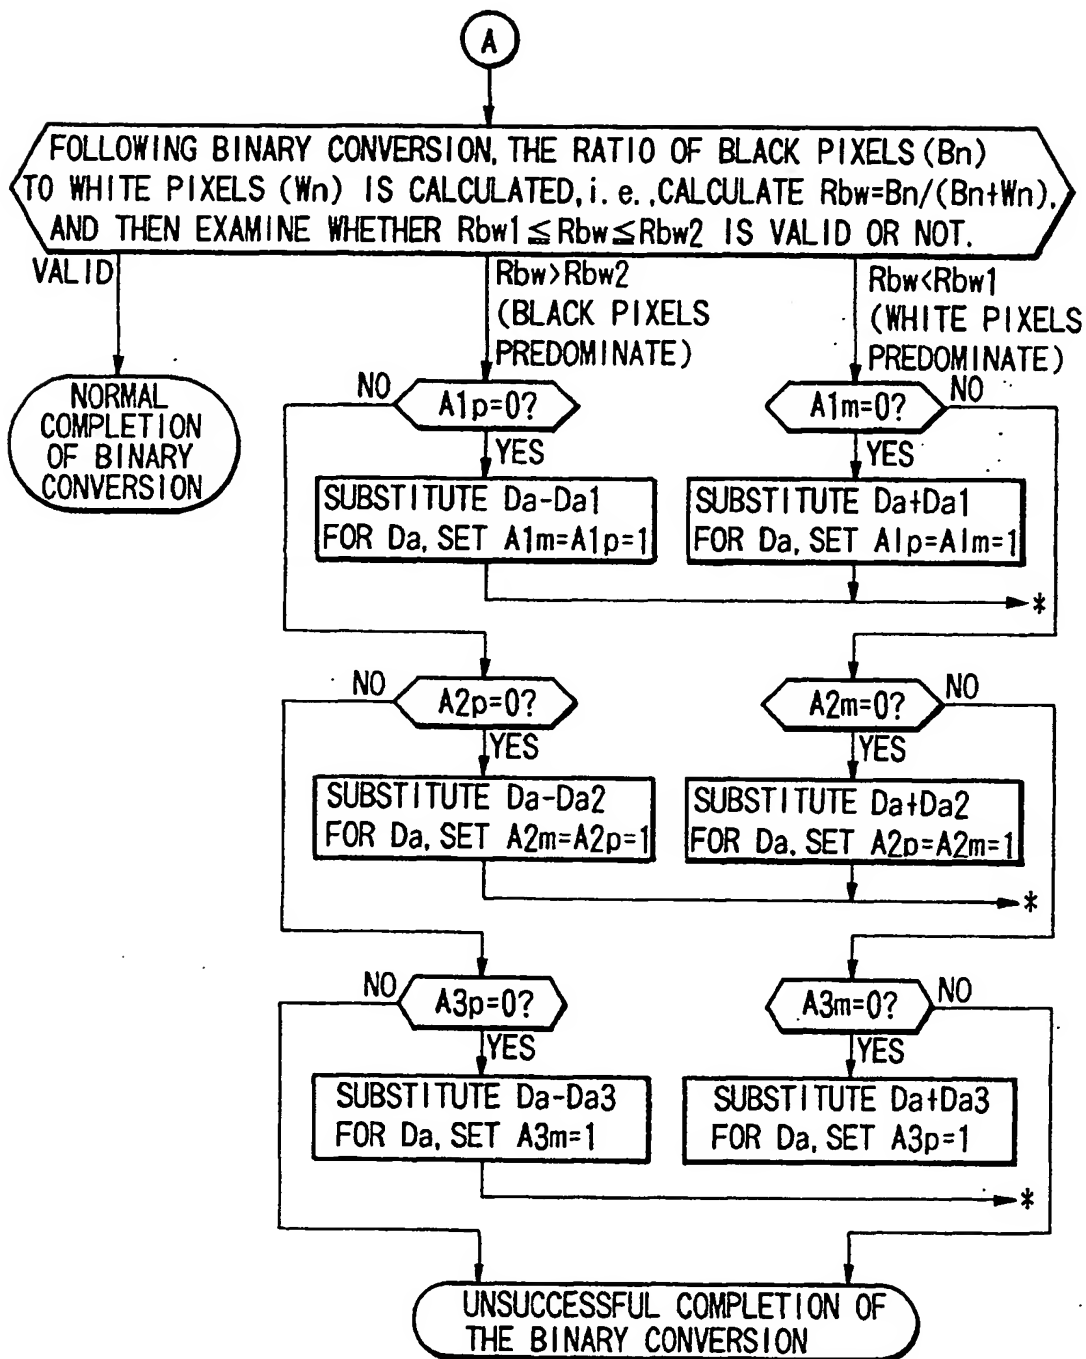 A
FOLLOWING BINARY CONVERSION, THE RATIO OF BLACK PIXELS (Bn)
TO WHITE PIXELS (Wn) IS CALCULATED, i.e., CALCULATE Rbw=Bn/(Bn+Wn),
AND THEN EXAMINE WHETHER Rbw1≦Rbw≦Rbw2 IS VALID OR NOT.
VALID
Rbw>Rbw2
(BLACK PIXELS
PREDOMINATE)
Rbw<Rbw1
(WHITE PIXELS
PREDOMINATE)
NORMAL
COMPLETION
OF BINARY
CONVERSION
NO
A1p=0?
YES
A1m=0?
NO
YES
SUBSTITUTE Da-Da1
FOR Da, SET A1m=A1p=1
SUBSTITUTE Da+Da1
FOR Da, SET A1p=A1m=1
*
NO
A2p=0?
YES
A2m=0?
NO
YES
SUBSTITUTE Da-Da2
FOR Da, SET A2m=A2p=1
SUBSTITUTE Da+Da2
FOR Da, SET A2p=A2m=1
*
NO
A3p=0?
YES
A3m=0?
NO
YES
SUBSTITUTE Da-Da3
FOR Da, SET A3m=1
SUBSTITUTE Da+Da3
FOR Da, SET A3p=1
*
UNSUCCESSFUL COMPLETION OF
THE BINARY CONVERSION